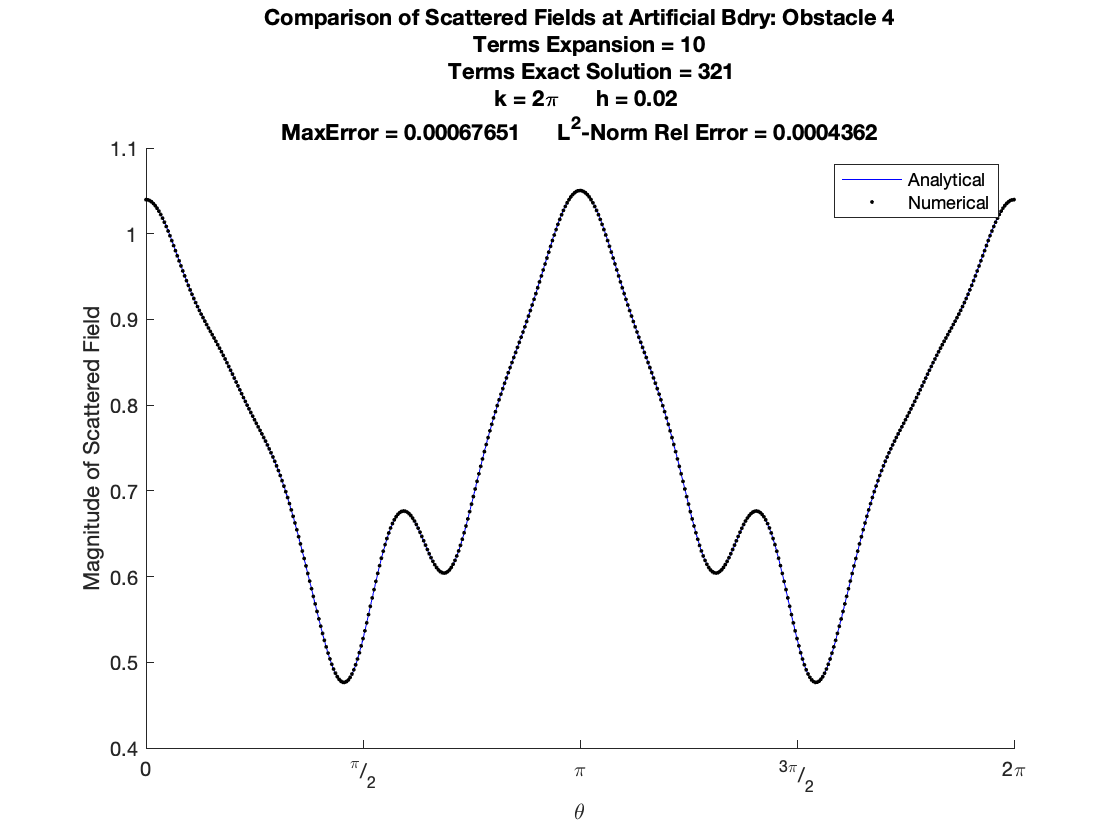 Comparison of Scattered Fields at Artificial Bdry: Obstacle 4
Terms Expansion = 10
Terms Exact Solution = 321
k = 2π h = 0.02
MaxError = 0.00067651 L²-Norm Rel Error = 0.0004362
Analytical
Numerical
Magnitude of Scattered Field
1.1
1
0.9
0.8
0.7
0.6
0.5
0.4
0 π/2 π 3π/2 2π
θ